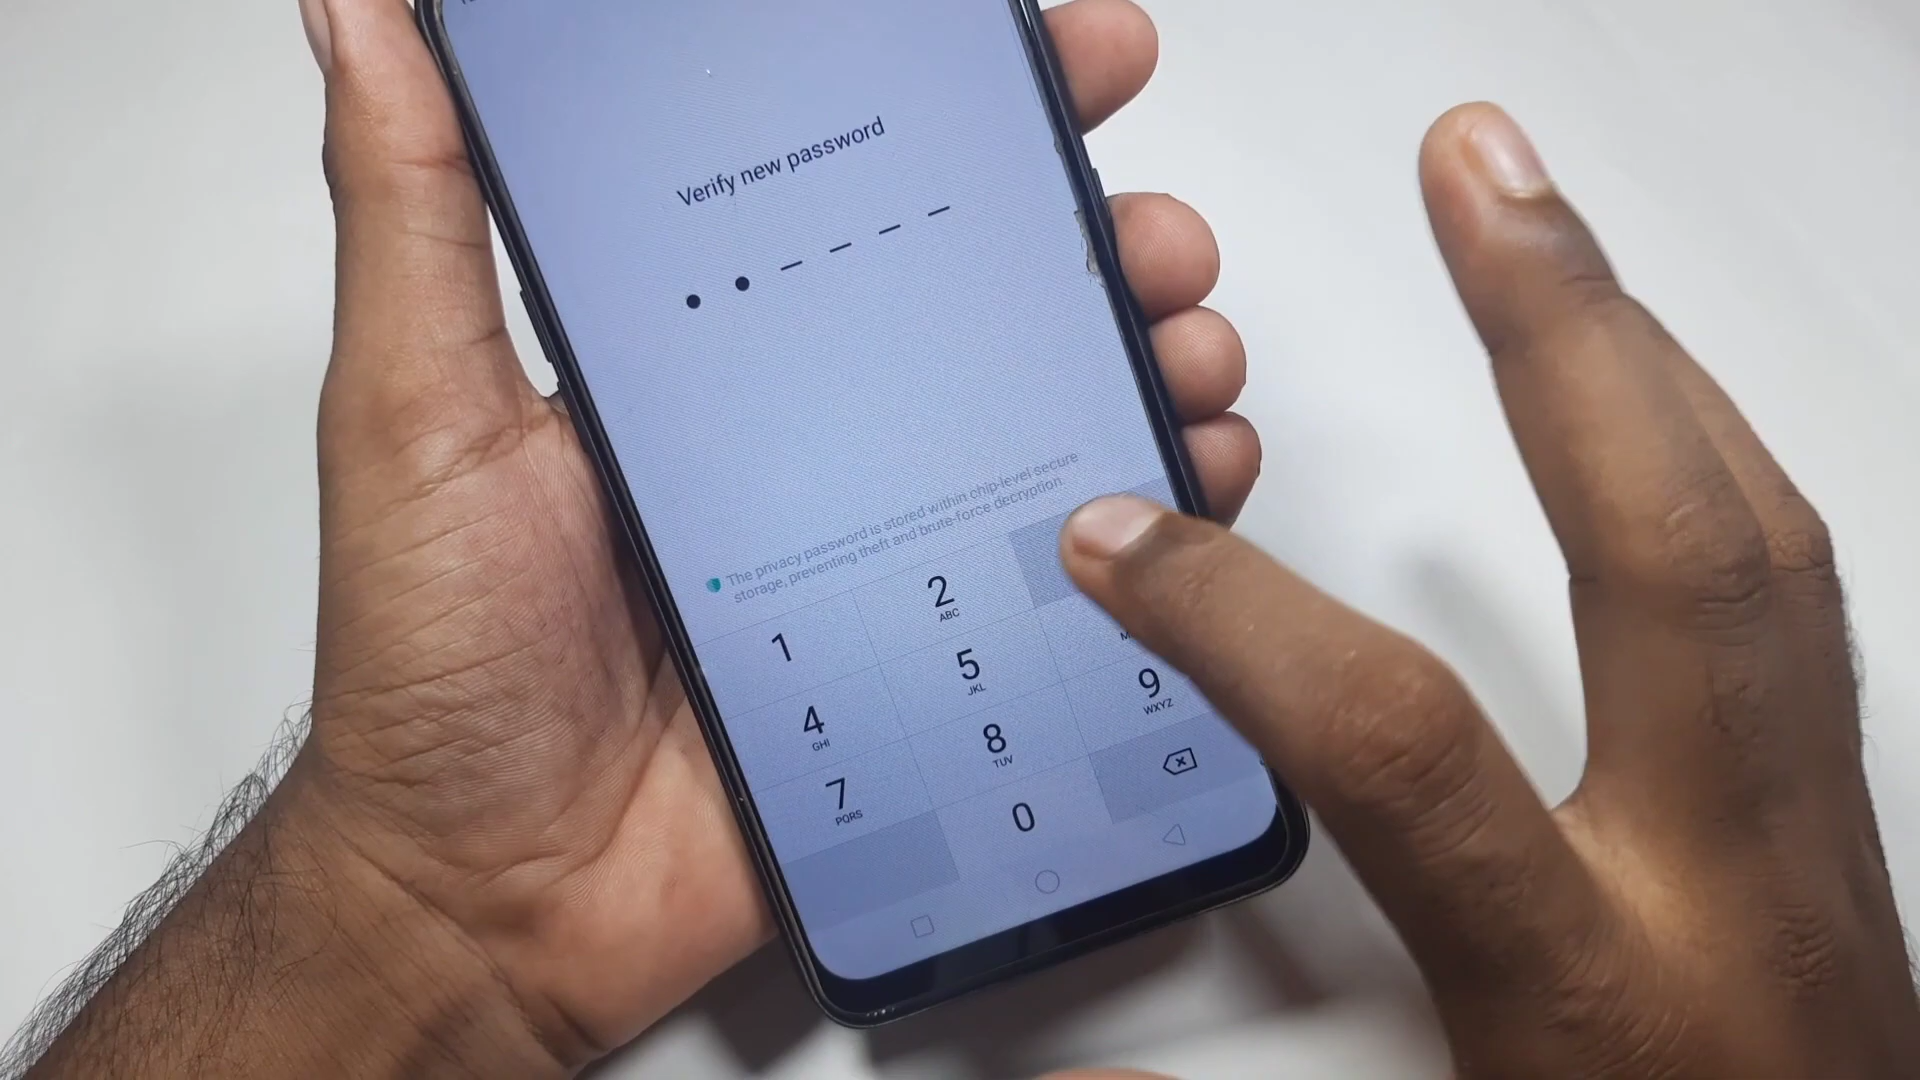 Verify new password
The privacy password is stored within chip-level secure
storage, preventing theft and brute-force decryption.
1
2
ABC
4
GHI
5
JKL
7
PQRS
8
TUV
9
WXYZ
0